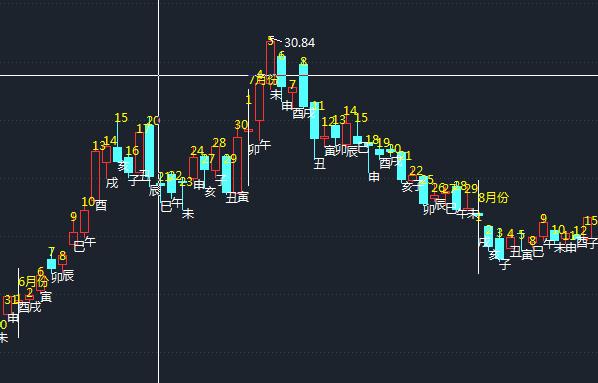 5
30.84
6
8
4
7月份
7
未
申
酉
戌
1
11
15
20
14
12
13
15
30
卯
午
丑
寅
卯
辰
巳
申
18
19
20
21
酉
戌
亥
子
13
14
16
17
24
27
28
29
戌
亥
子
丑
辰
21
22
23
巳
午
未
申
亥
子
丑
寅
10
9
酉
22
25
26
27
28
29
卯
辰
巳
午
未
8月份
1
巳
午
7
8
6
6月份
卯
辰
寅
31
2
酉
戌
申
未
3
4
5
8
9
10
11
12
15
亥
子
丑
寅
巳
午
未
申
酉